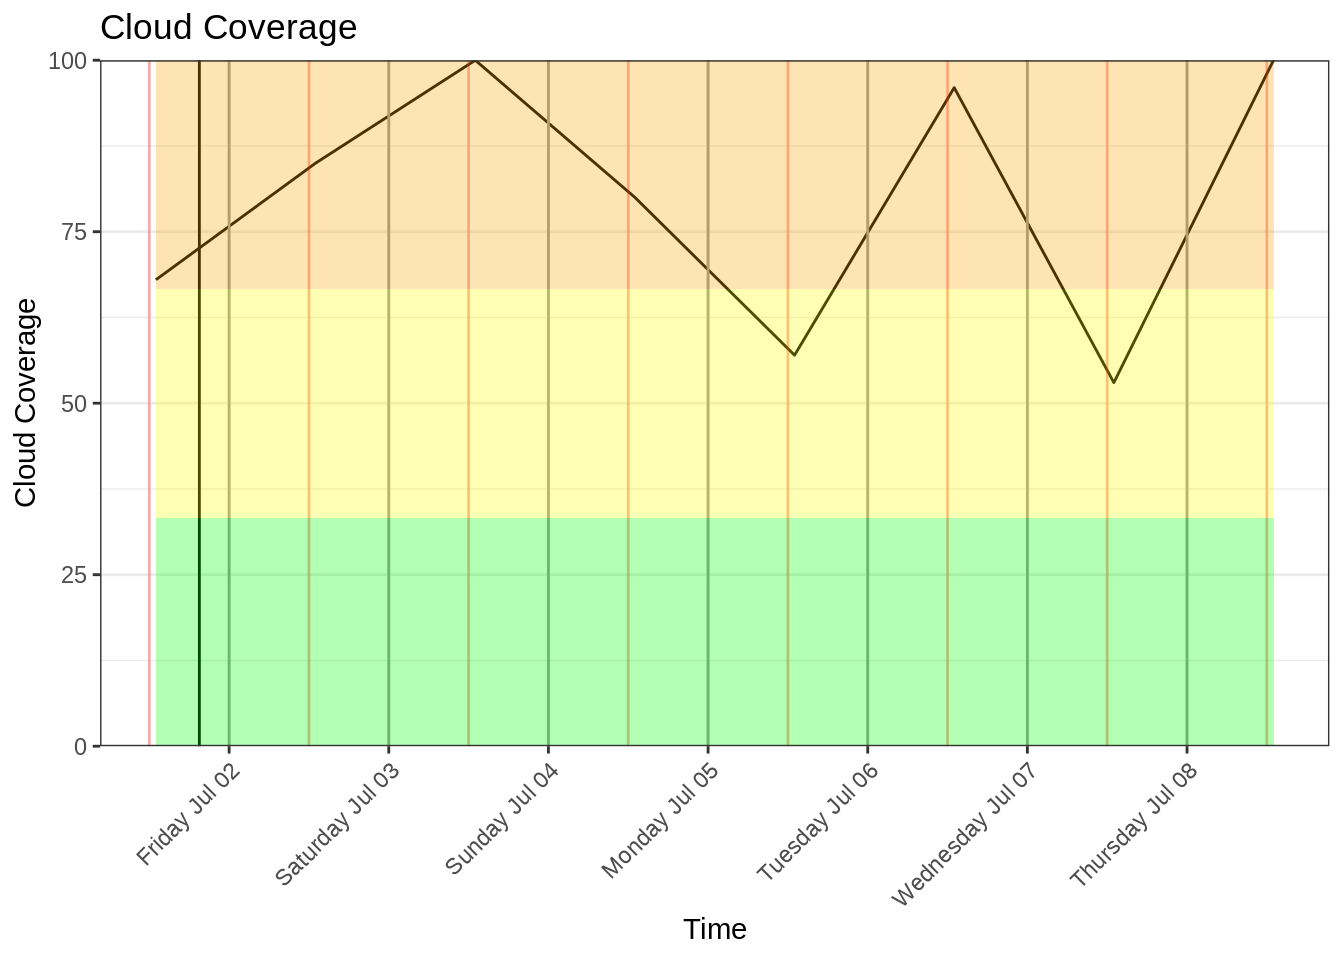 Cloud Coverage
Cloud Coverage
100
75
50
25
0
Friday Jul 02
Saturday Jul 03
Sunday Jul 04
Monday Jul 05
Tuesday Jul 06
Wednesday Jul 07
Thursday Jul 08
Time